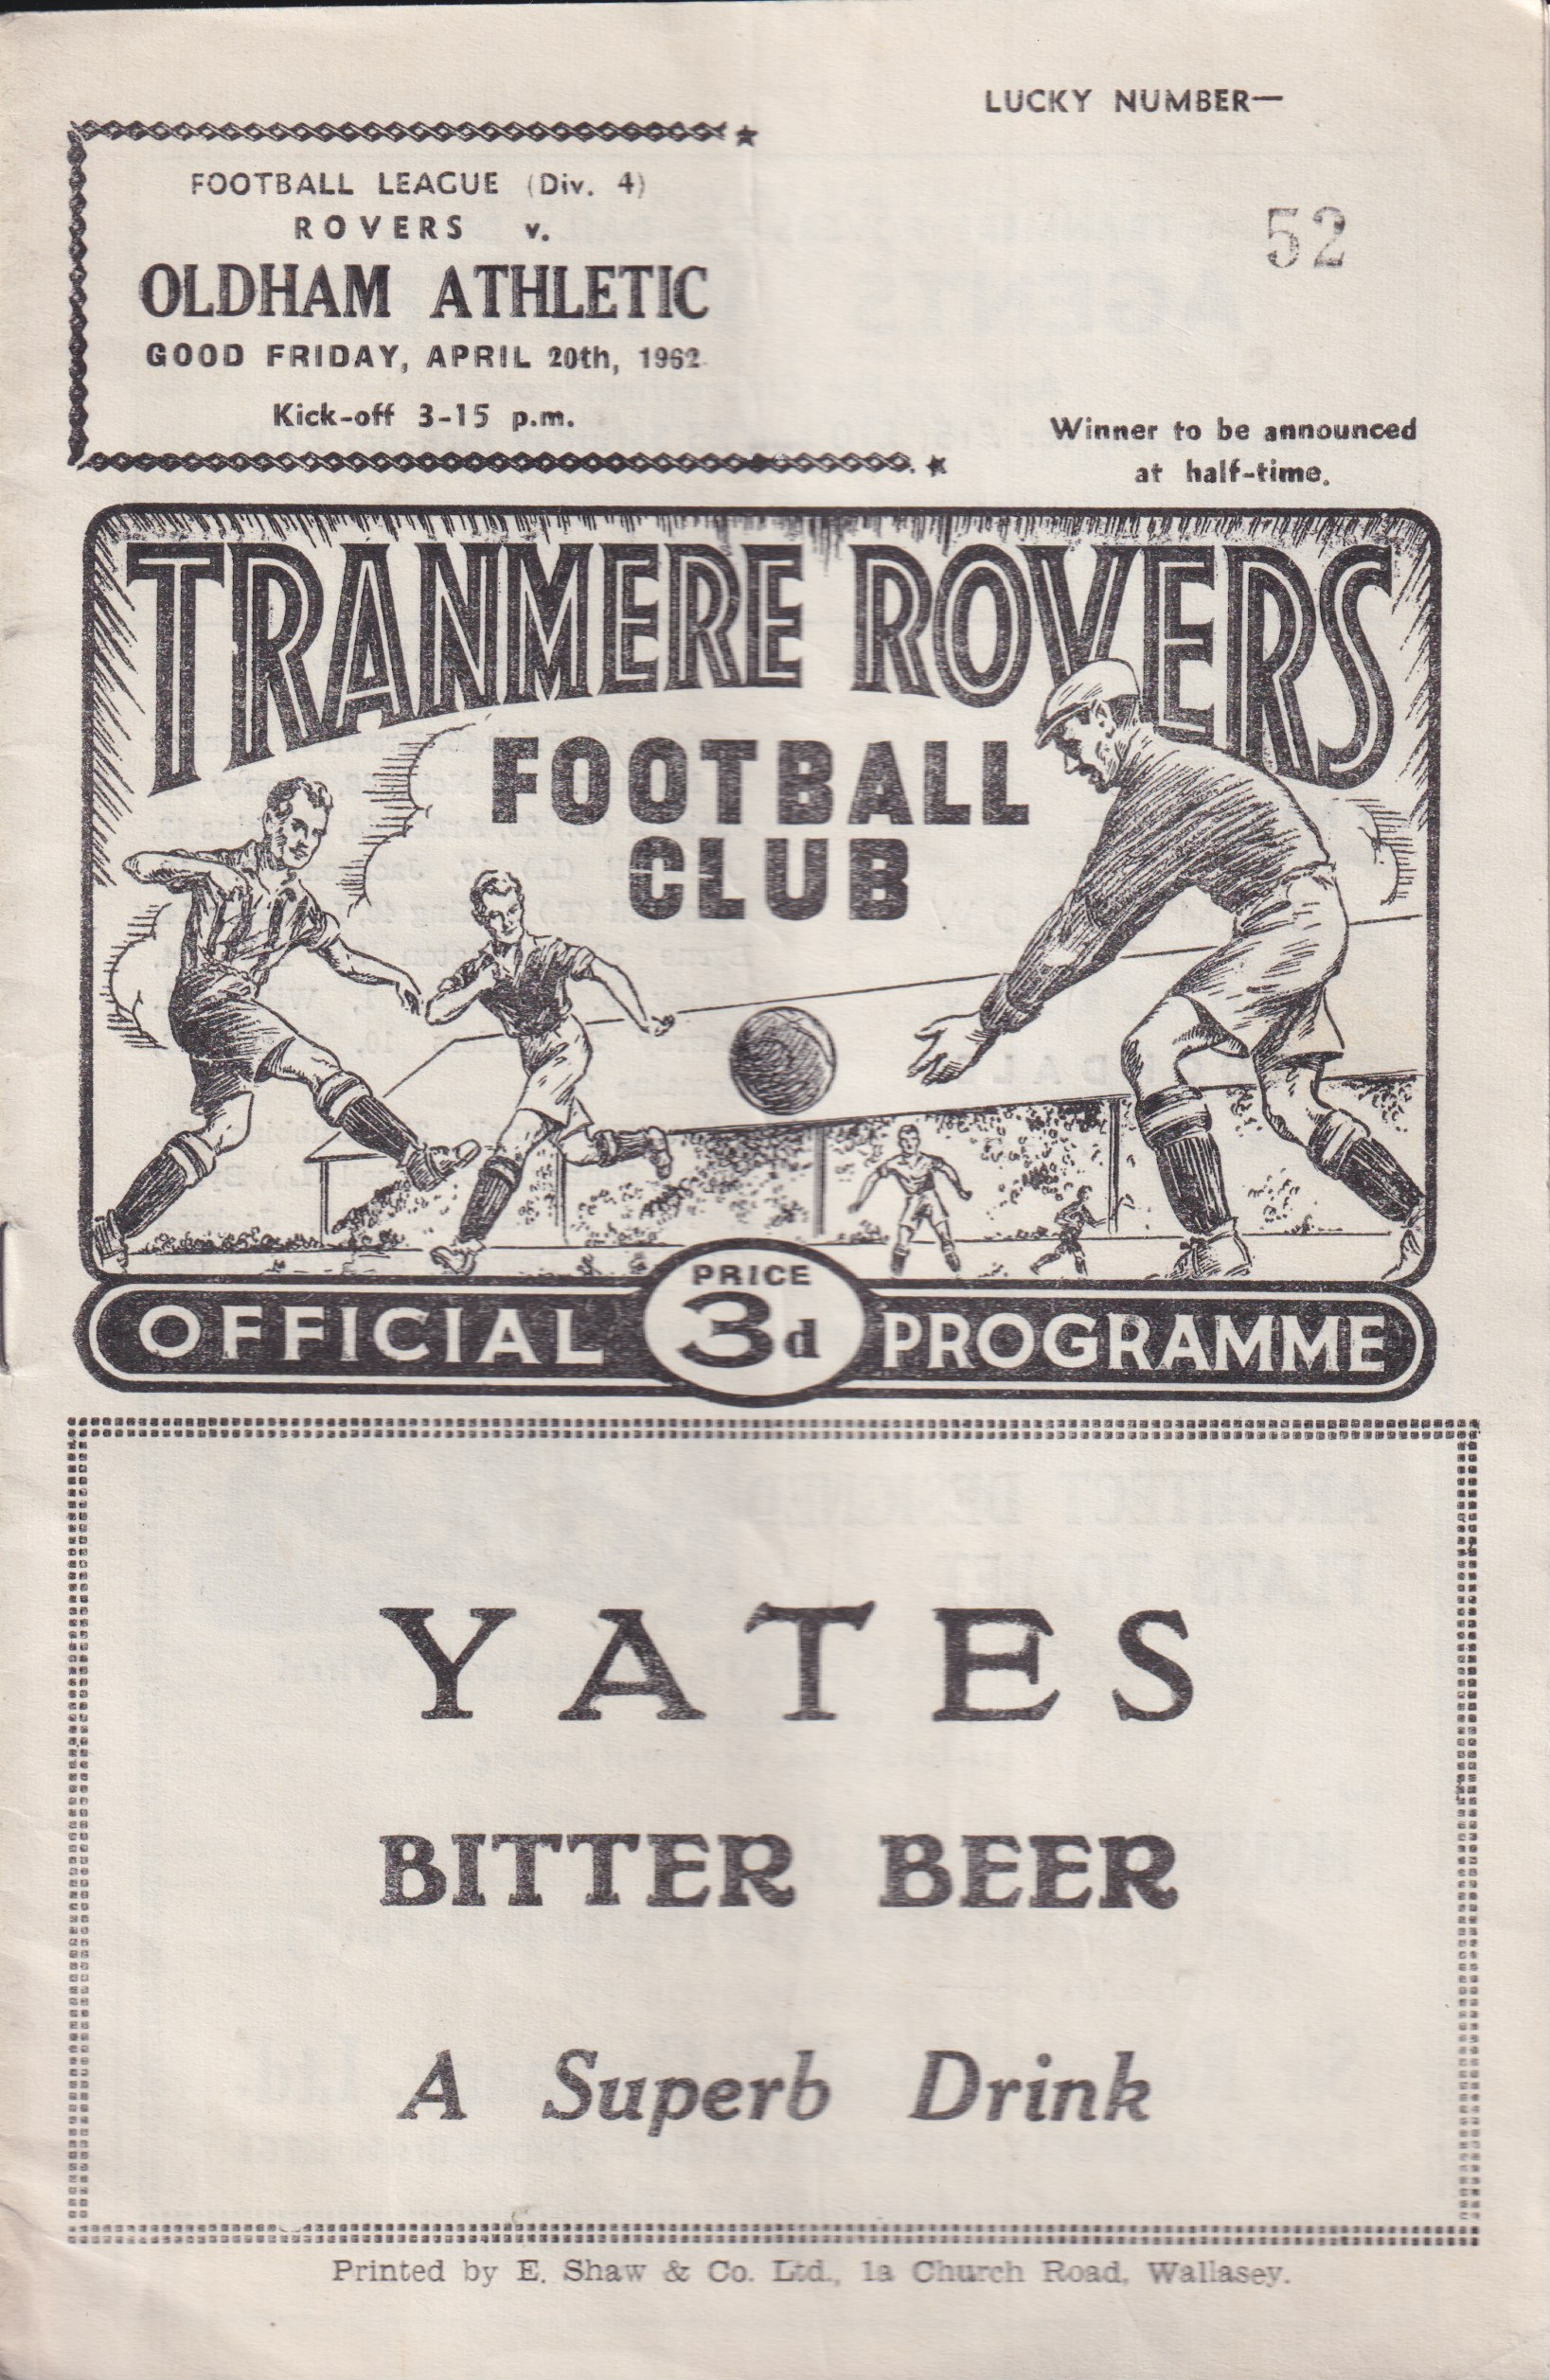 LUCKY NUMBER—
FOOTBALL LEAGUE (Div. 4)
ROVERS v.
OLDHAM ATHLETIC
GOOD FRIDAY, APRIL 20th, 1962
Kick-off 3-15 p.m.
52
Winner to be announced
at half-time.
TRANMERE ROVERS
FOOTBALL
CLUB
PRICE
OFFICIAL 3d PROGRAMME
YATES
BITTER BEER
A Superb Drink
Printed by E. Shaw & Co. Ltd., 1a Church Road, Wallasey.